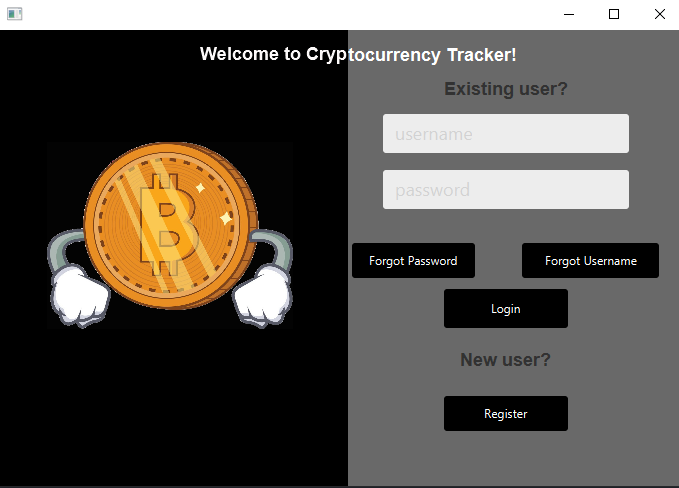 Welcome to Cryptocurrency Tracker!
Existing user?
username
password
Forgot Password
Forgot Username
Login
New user?
Register